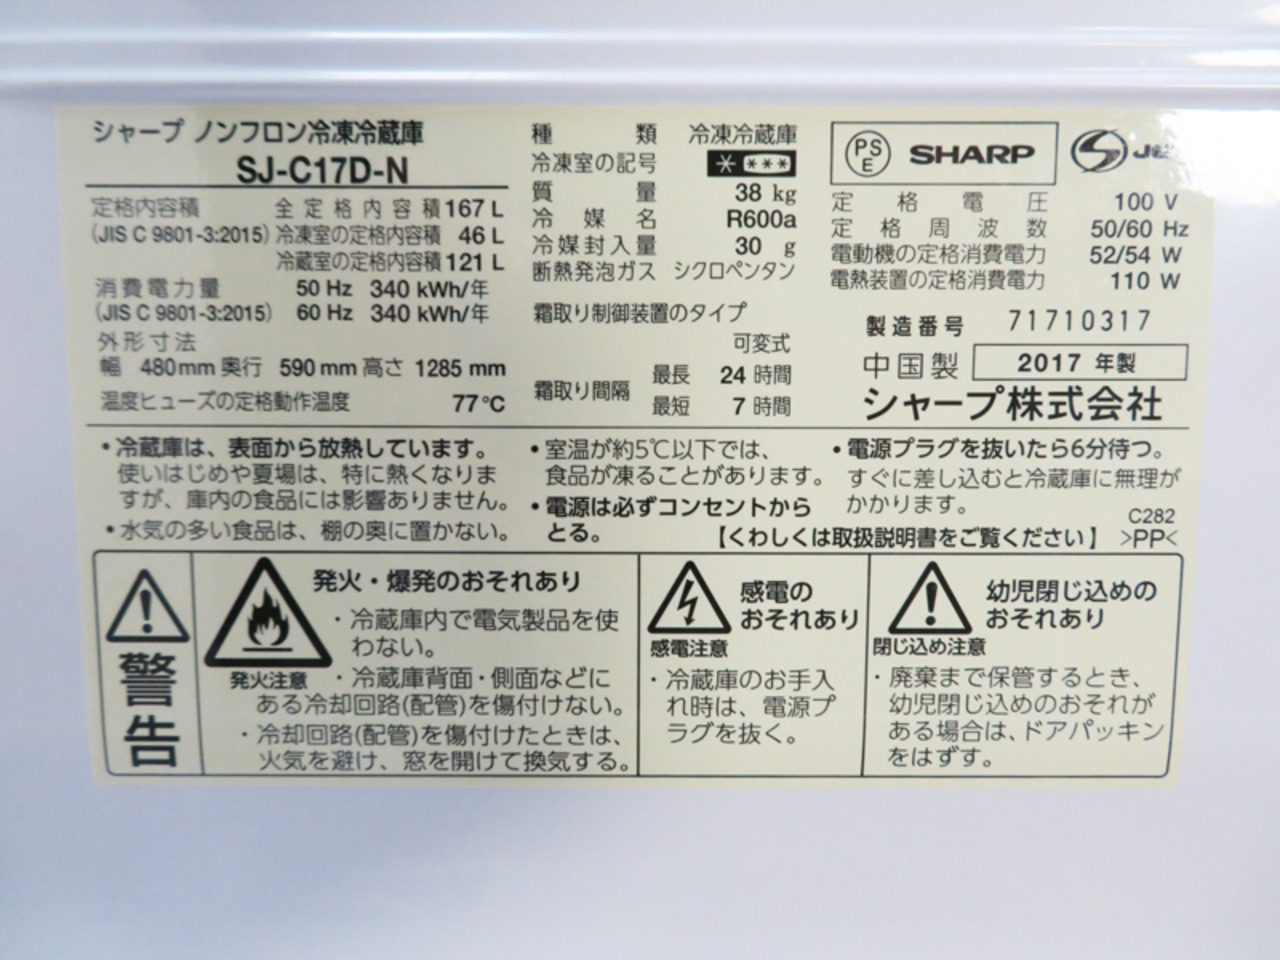 シャープ ノンフロン冷凍冷蔵庫
SJ-C17D-N
定格内容積 全定格内容積 167 L
(JIS C 9801-3:2015) 冷凍室の定格内容積 46 L
冷蔵室の定格内容積 121 L
消費電力量 50 Hz 340 kWh/年
(JIS C 9801-3:2015) 60 Hz 340 kWh/年
外形寸法
幅 480mm 奥行 590mm 高さ 1285 mm
温度ヒューズの定格動作温度 77℃
種類 冷凍冷蔵庫
冷凍室の記号
質量 38 kg
冷媒名 R600a
冷媒封入量 30 g
断熱発泡ガス シクロペンタン
霜取り制御装置のタイプ
可変式
霜取り間隔 最長 24 時間
最短 7 時間
PS
E
SHARP
定格電圧 100 V
定格周波数 50/60 Hz
電動機の定格消費電力 52/54 W
電熱装置の定格消費電力 110 W
製造番号 71710317
中国製 2017 年製
シャープ株式会社
・冷蔵庫は、表面から放熱しています。
使いはじめや夏場は、特に熱くなりま
すが、庫内の食品には影響ありません。
・水気の多い食品は、棚の奥に置かない。
・室温が約5℃以下では、
食品が凍ることがあります。
・電源は必ずコンセントから
とる。
・電源プラグを抜いたら6分待つ。
すぐに差し込むと冷蔵庫に無理が
かかります。
C282
【くわしくは取扱説明書をご覧ください】 >PP<
警告
発火注意
発火・爆発のおそれあり
・冷蔵庫内で電気製品を使
わない。
・冷蔵庫背面・側面などに
ある冷却回路(配管)を傷付けない。
・冷却回路(配管)を傷付けたときは、
火気を避け、窓を開けて換気する。
感電注意
感電の
おそれあり
・冷蔵庫のお手入
れ時は、電源プ
ラグを抜く。
閉じ込め注意
幼児閉じ込めの
おそれあり
・廃棄まで保管するとき、
幼児閉じ込めのおそれが
ある場合は、ドアパッキン
をはずす。